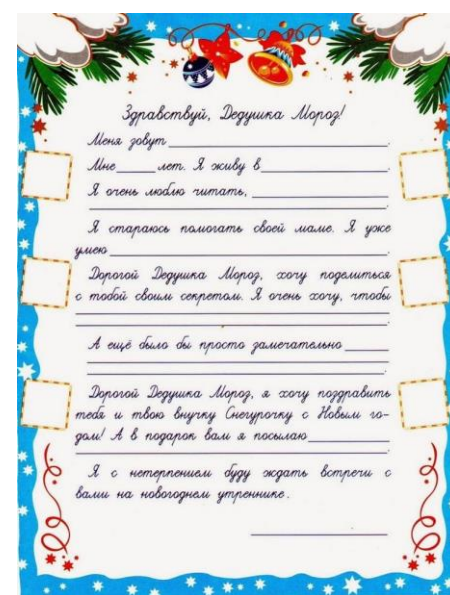 Здравствуй, Дедушка Мороз!
Меня зовут
Мне лет. Я живу в
Я очень люблю читать,
Я стараюсь помогать своей маме. Я уже
умею
Дорогой Дедушка Мороз, хочу поделиться
с тобой своим секретом. Я очень хочу, чтобы
А ещё было бы просто замечательно
Дорогой Дедушка Мороз, я хочу поздравить
тебя и твою внучку Снегурочку с Новым го-
дом! А в подарок вам я посылаю
Я с нетерпением буду ждать встречи с
вами на новогоднем утреннике.